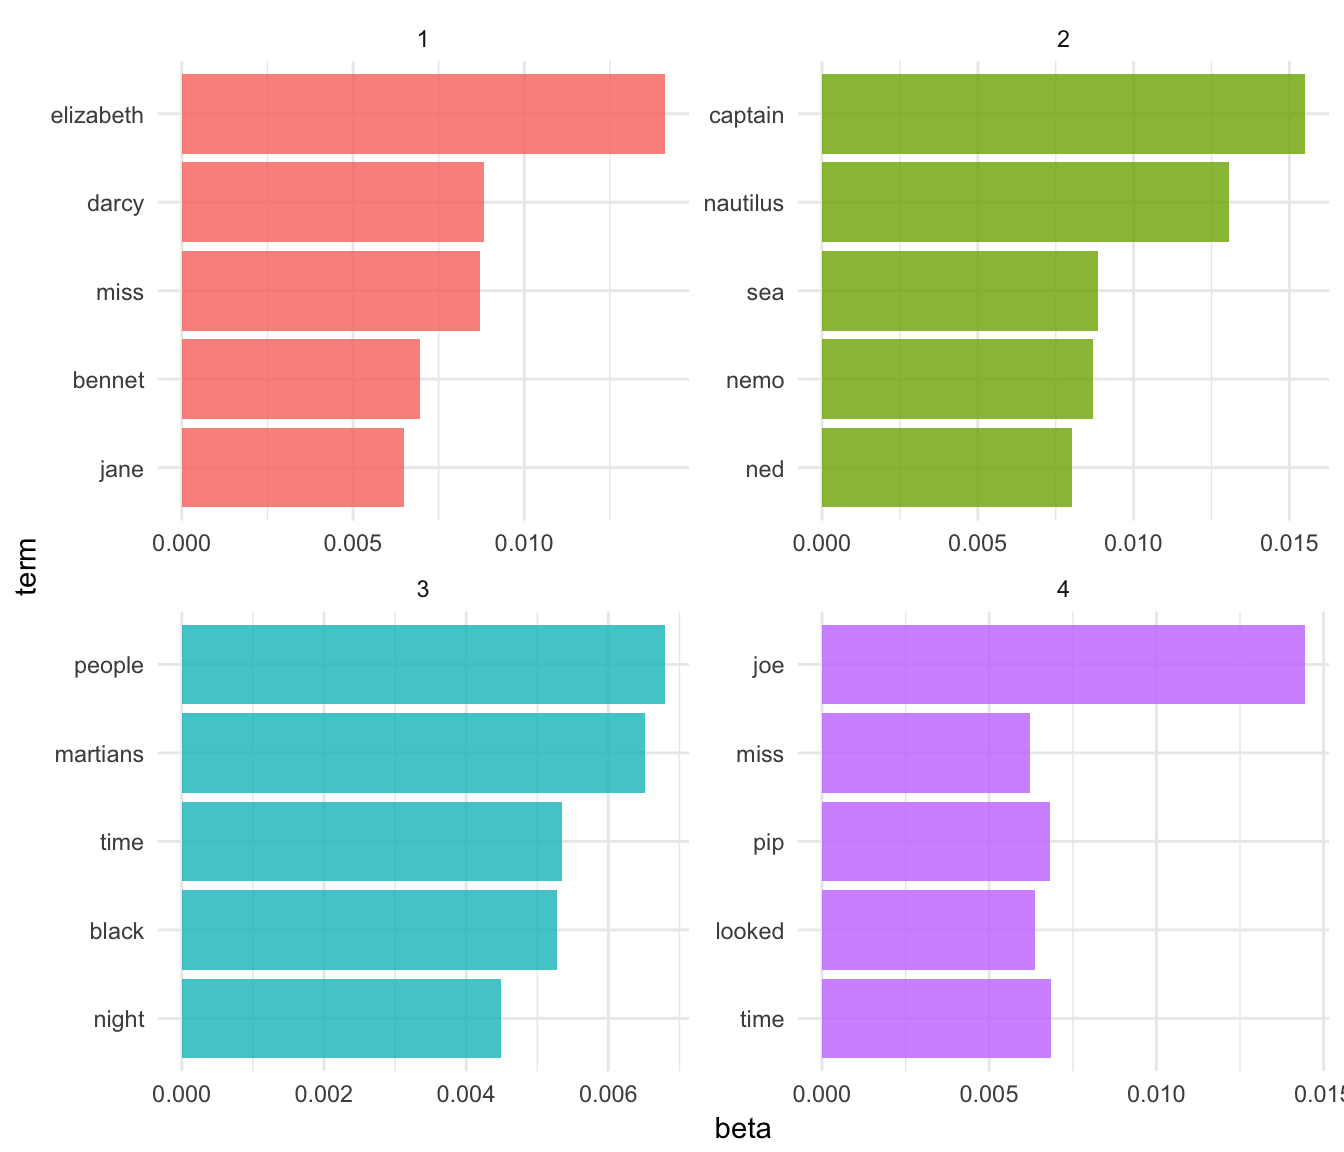 1
elizabeth
darcy
miss
bennet
jane
0.000 0.005 0.010
2
captain
nautilus
sea
nemo
ned
0.000 0.005 0.010 0.015
term
3
people
martians
time
black
night
0.000 0.002 0.004 0.006
4
joe
miss
pip
looked
time
0.000 0.005 0.010 0.015
beta